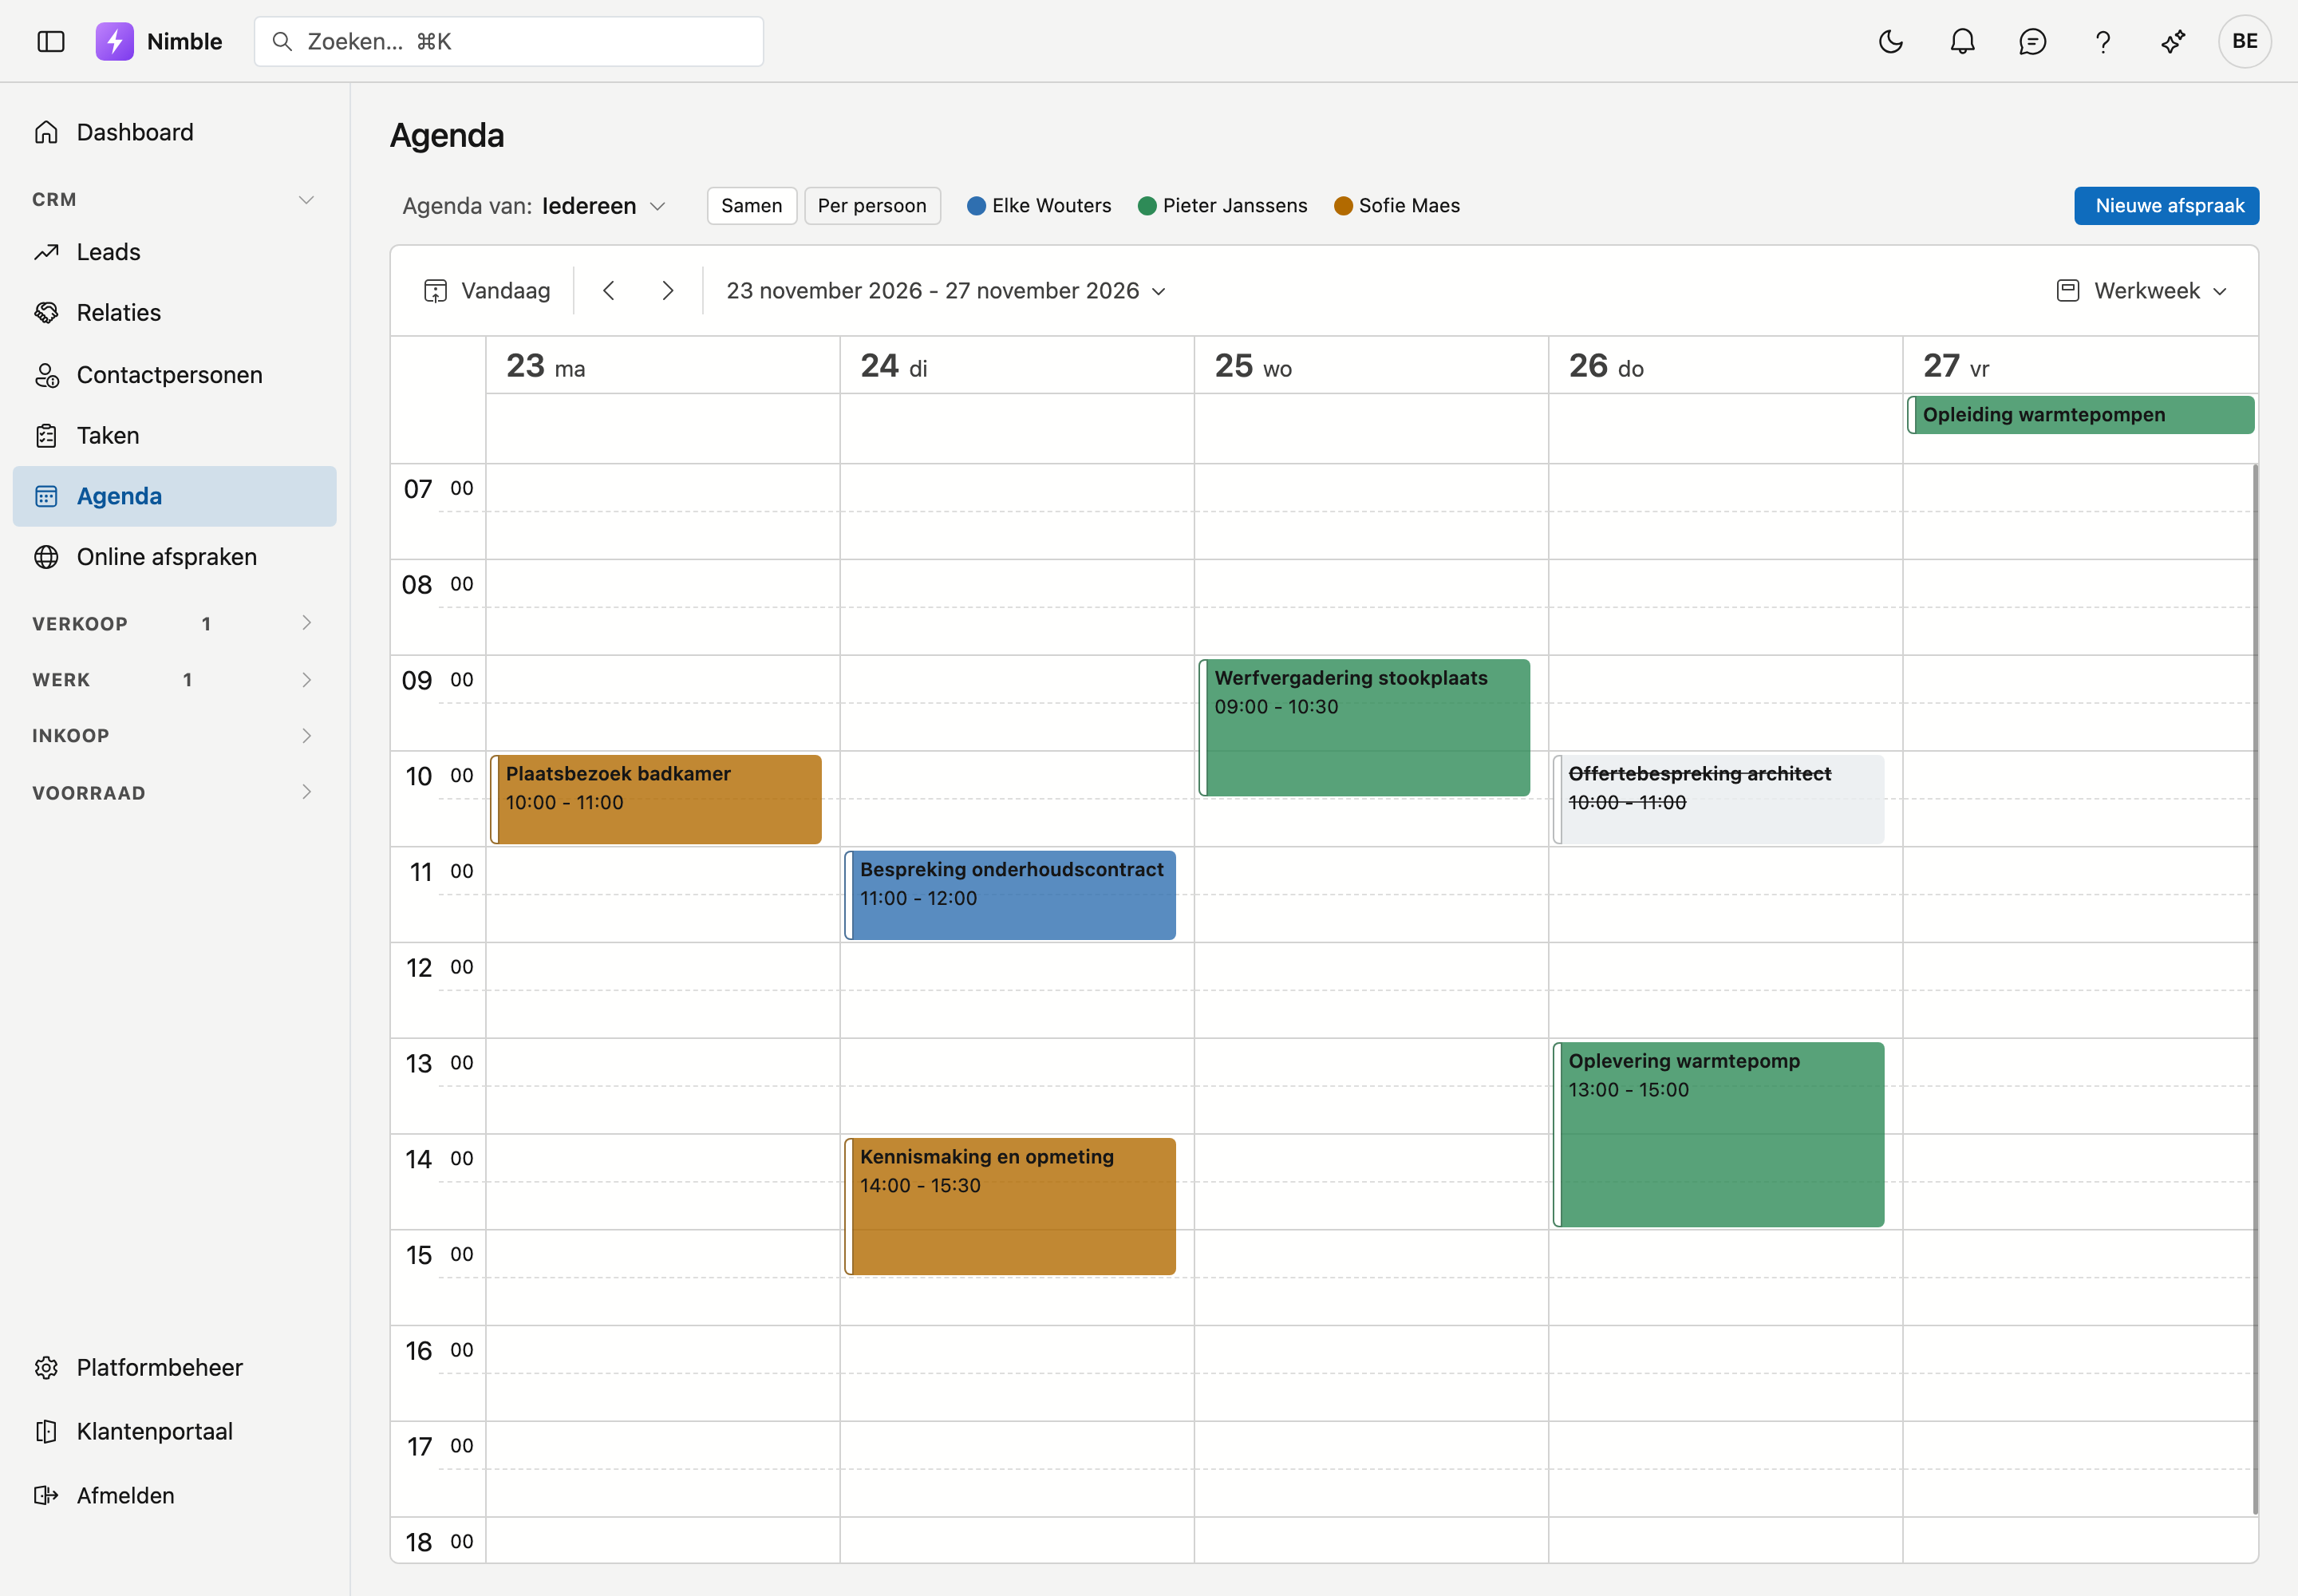 Nimble
Zoeken... ⌘K
BE
Dashboard
CRM
Leads
Relaties
Contactpersonen
Taken
Agenda
Online afspraken
VERKOOP 1
WERK 1
INKOOP
VOORRAAD
Platformbeheer
Klantenportaal
Afmelden
Agenda
Agenda van: Iedereen
Samen
Per persoon
Elke Wouters
Pieter Janssens
Sofie Maes
Nieuwe afspraak
Vandaag
23 november 2026 - 27 november 2026
Werkweek
23 ma
24 di
25 wo
26 do
27 vr
Opleiding warmtepompen
07 00
08 00
09 00
Werfvergadering stookplaats
09:00 - 10:30
10 00
Plaatsbezoek badkamer
10:00 - 11:00
Offertebespreking architect
10:00 - 11:00
11 00
Bespreking onderhoudscontract
11:00 - 12:00
12 00
13 00
Oplevering warmtepomp
13:00 - 15:00
14 00
Kennismaking en opmeting
14:00 - 15:30
15 00
16 00
17 00
18 00